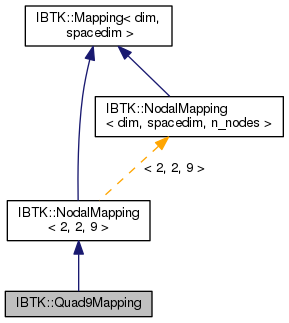 IBTK::Mapping< dim,
spacedim >
IBTK::NodalMapping
< dim, spacedim, n_nodes >
< 2, 2, 9 >
IBTK::NodalMapping
< 2, 2, 9 >
IBTK::Quad9Mapping